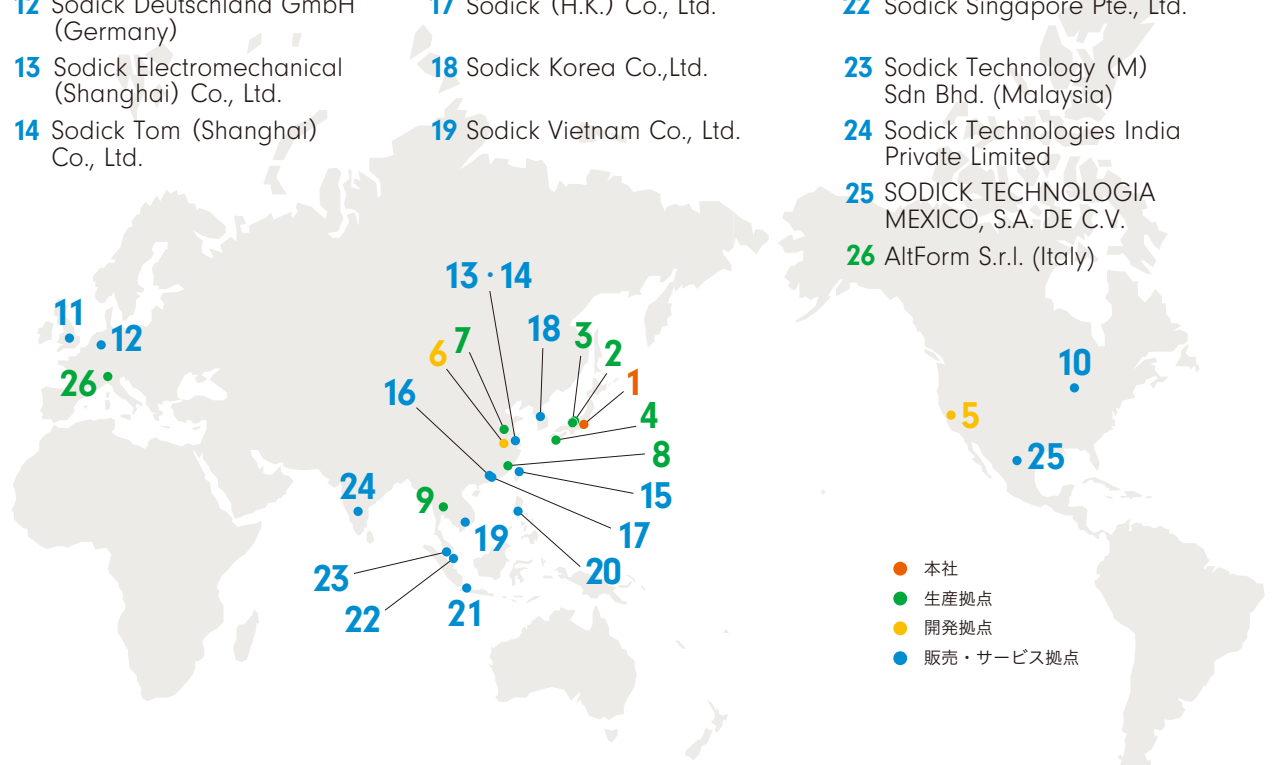 12 Sodick Deutschland GmbH
(Germany)
13 Sodick Electromechanical
(Shanghai) Co., Ltd.
14 Sodick Tom (Shanghai)
Co., Ltd.
17 Sodick (H.K.) Co., Ltd.
18 Sodick Korea Co.,Ltd.
19 Sodick Vietnam Co., Ltd.
22 Sodick Singapore Pte., Ltd.
23 Sodick Technology (M)
Sdn Bhd. (Malaysia)
24 Sodick Technologies India
Private Limited
25 SODICK TECHNOLOGIA
MEXICO, S.A. DE C.V.
26 AltForm S.r.l. (Italy)
13・14
11
12
26
18
3
7
2
6
1
16
4
8
15
24
9
17
19
20
23
22
21
10
5
25
本社
生産拠点
開発拠点
販売・サービス拠点